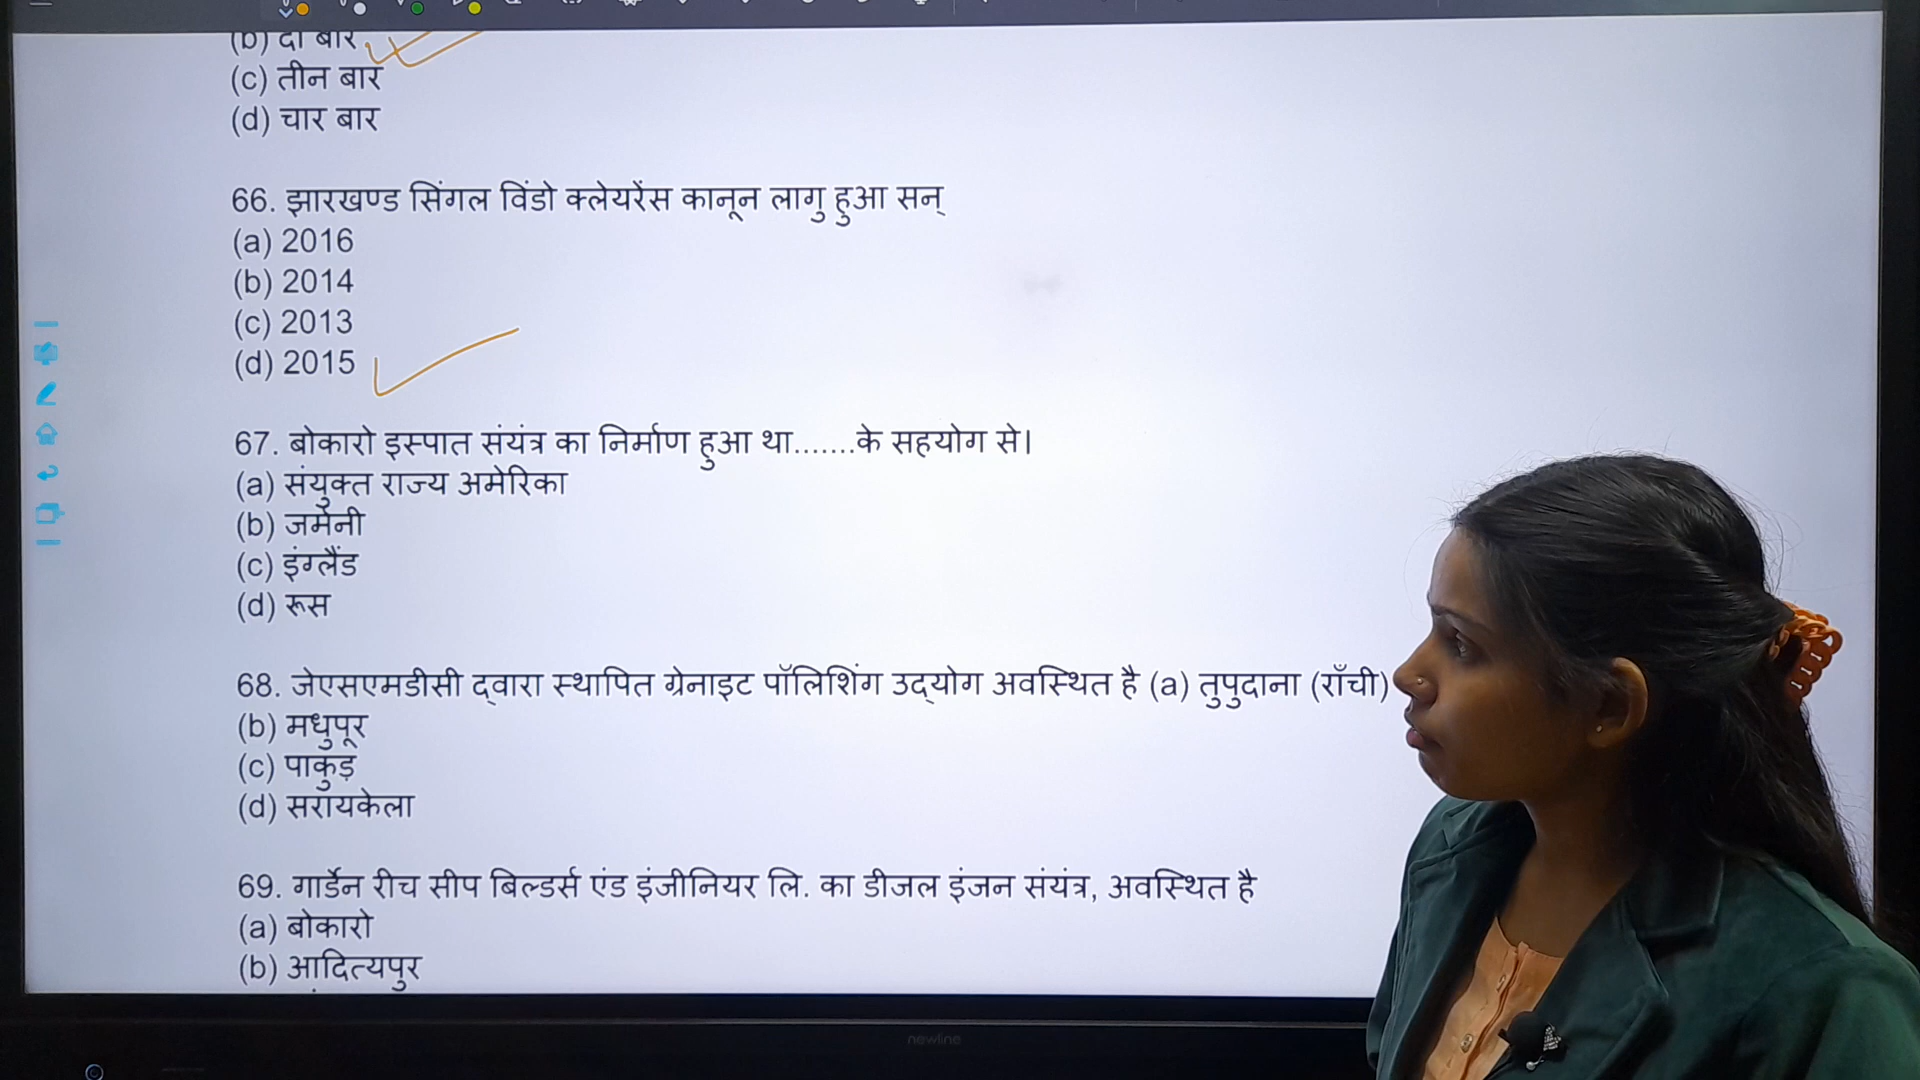 (b) दो बार
(c) तीन बार
(d) चार बार
66. झारखण्ड सिंगल विंडो क्लेयरेंस कानून लागु हुआ सन्
(a) 2016
(b) 2014
(c) 2013
(d) 2015
67. बोकारो इस्पात संयंत्र का निर्माण हुआ था.......के सहयोग से।
(a) संयुक्त राज्य अमेरिका
(b) जर्मनी
(c) इंग्लैंड
(d) रूस
68. जेएसएमडीसी द्वारा स्थापित ग्रेनाइट पॉलिशिंग उद्योग अवस्थित है (a) तुपुदाना (राँची)
(b) मधुपूर
(c) पाकुड़
(d) सरायकेला
69. गार्डेन रीच सीप बिल्डर्स एंड इंजीनियर लि. का डीजल इंजन संयंत्र, अवस्थित है
(a) बोकारो
(b) आदित्यपुर
newline